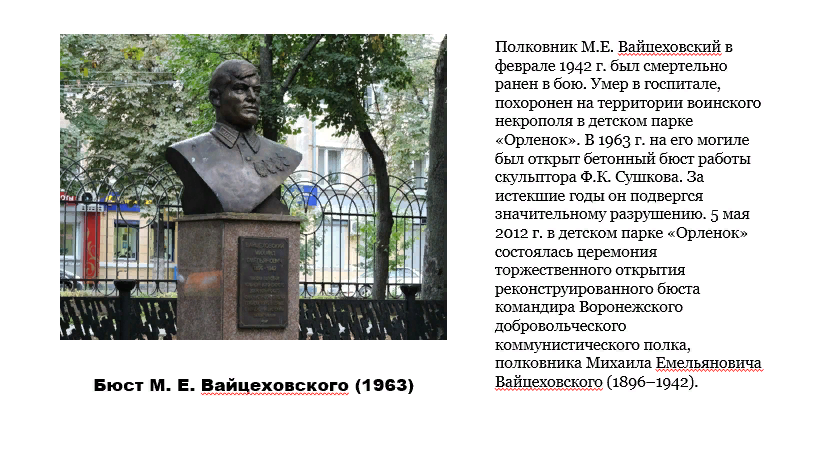 Полковник М.Е. Вайцеховский в
феврале 1942 г. был смертельно
ранен в бою. Умер в госпитале,
похоронен на территории воинского
некрополя в детском парке
«Орленок». В 1963 г. на его могиле
был открыт бетонный бюст работы
скульптора Ф.К. Сушкова. За
истекшие годы он подвергся
значительному разрушению. 5 мая
2012 г. в детском парке «Орленок»
состоялась церемония
торжественного открытия
реконструированного бюста
командира Воронежского
добровольческого
коммунистического полка,
полковника Михаила Емельяновича
Вайцеховского (1896–1942).
Бюст М. Е. Вайцеховского (1963)